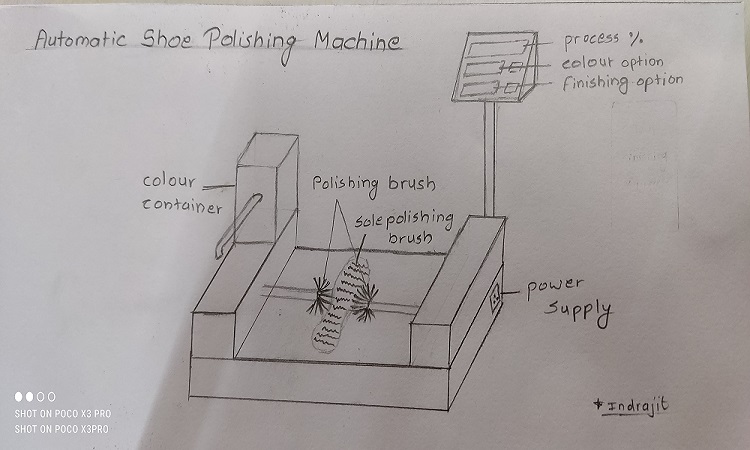 Automatic Shoe Polishing Machine
process %
colour option
finishing option
colour
container
Polishing brush
sole polishing
brush
power
supply
*Indrajit
SHOT ON POCO X3 PRO
SHOT ON POCO X3PRO